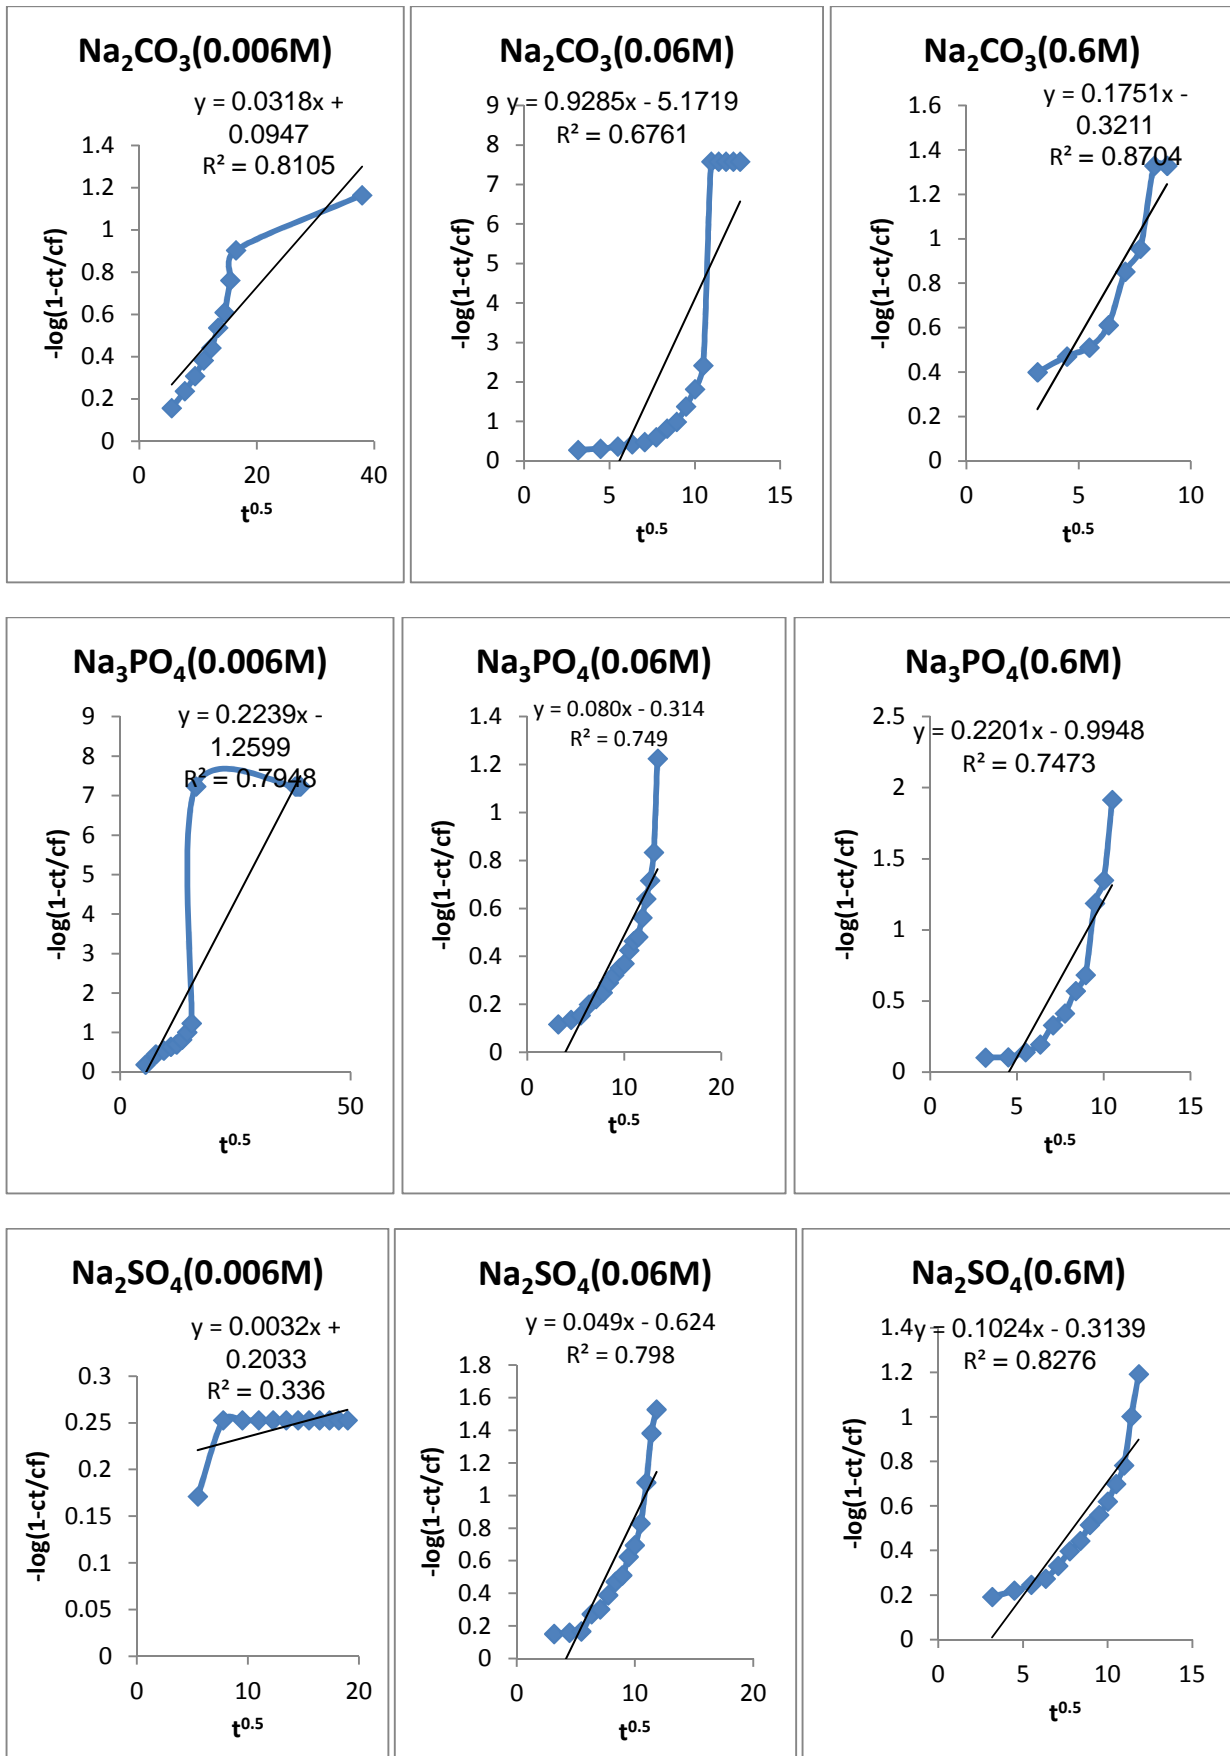 Na₂CO₃(0.006M)
y = 0.0318x +
0.0947
R² = 0.8105
1.4
1.2
1
0.8
0.6
0.4
0.2
0
-log(1-ct/cf)
0
20
40
t^0.5
Na₂CO₃(0.06M)
y = 0.9285x - 5.1719
R² = 0.6761
9
8
7
6
5
4
3
2
1
0
-log(1-ct/cf)
0
5
10
15
t^0.5
Na₂CO₃(0.6M)
y = 0.1751x -
0.3211
R² = 0.8704
1.6
1.4
1.2
1
0.8
0.6
0.4
0.2
0
-log(1-ct/cf)
0
5
10
t^0.5
Na₃PO₄(0.006M)
y = 0.2239x -
1.2599
R² = 0.7948
9
8
7
6
5
4
3
2
1
0
-log(1-ct/cf)
0
50
t^0.5
Na₃PO₄(0.06M)
y = 0.080x - 0.314
R² = 0.749
1.4
1.2
1
0.8
0.6
0.4
0.2
0
-log(1-ct/cf)
0
10
20
t^0.5
Na₃PO₄(0.6M)
y = 0.2201x - 0.9948
R² = 0.7473
2.5
2
1.5
1
0.5
0
-log(1-ct/cf)
0
5
10
15
t^0.5
Na₂SO₄(0.006M)
y = 0.0032x +
0.2033
R² = 0.336
0.3
0.25
0.2
0.15
0.1
0.05
0
-log(1-ct/cf)
0
10
20
t^0.5
Na₂SO₄(0.06M)
y = 0.049x - 0.624
R² = 0.798
1.8
1.6
1.4
1.2
1
0.8
0.6
0.4
0.2
0
-log(1-ct/cf)
0
10
20
t^0.5
Na₂SO₄(0.6M)
y = 0.1024x - 0.3139
R² = 0.8276
1.4
1.2
1
0.8
0.6
0.4
0.2
0
-log(1-ct/cf)
0
5
10
15
t^0.5